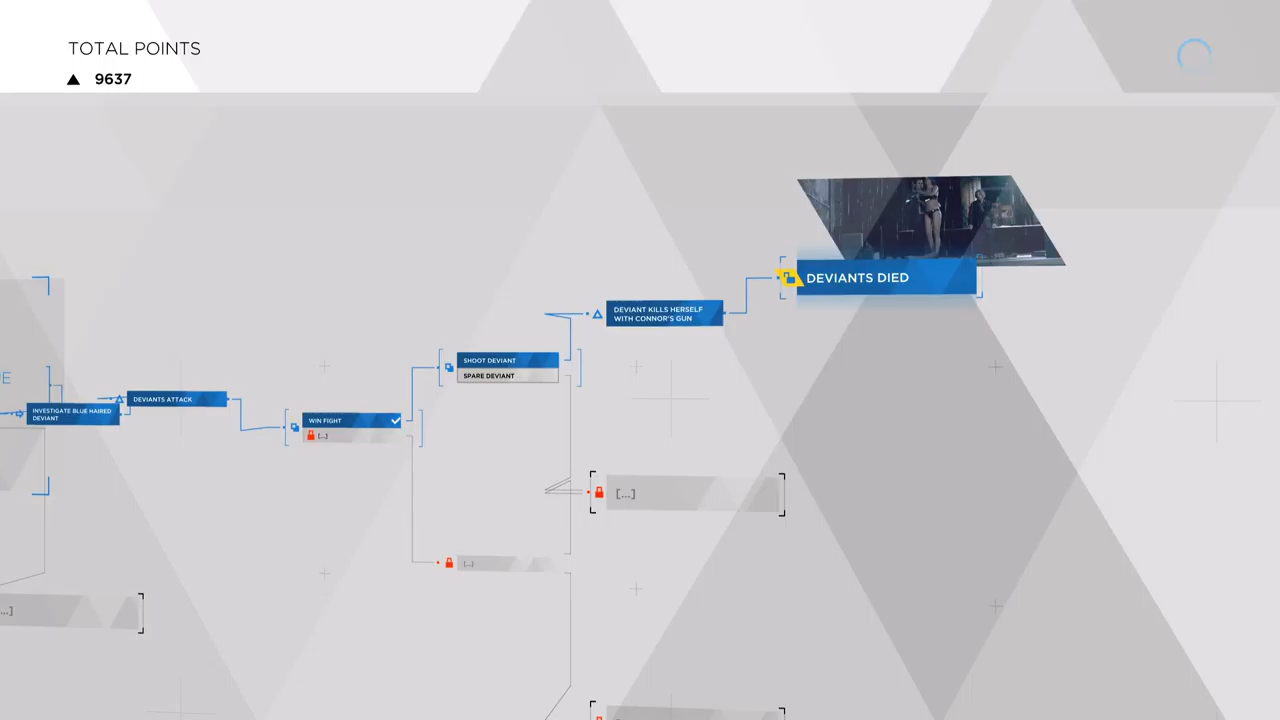 TOTAL POINTS
9637
DEVIANTS DIED
DEVIANT KILLS HERSELF
WITH CONNOR'S GUN
SHOOT DEVIANT
SPARE DEVIANT
E
DEVIANTS ATTACK
INVESTIGATE BLUE HAIRED
DEVIANT
WIN FIGHT
[...]
[...]
[...]
...]